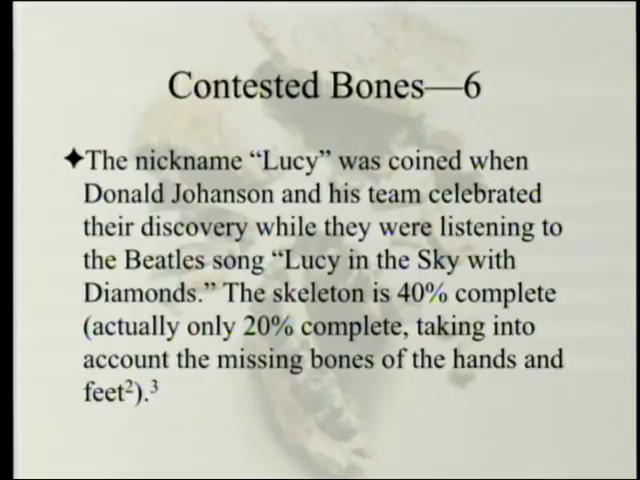 Contested Bones—6
✦The nickname “Lucy” was coined when
Donald Johanson and his team celebrated
their discovery while they were listening to
the Beatles song “Lucy in the Sky with
Diamonds.” The skeleton is 40% complete
(actually only 20% complete, taking into
account the missing bones of the hands and
feet²).³